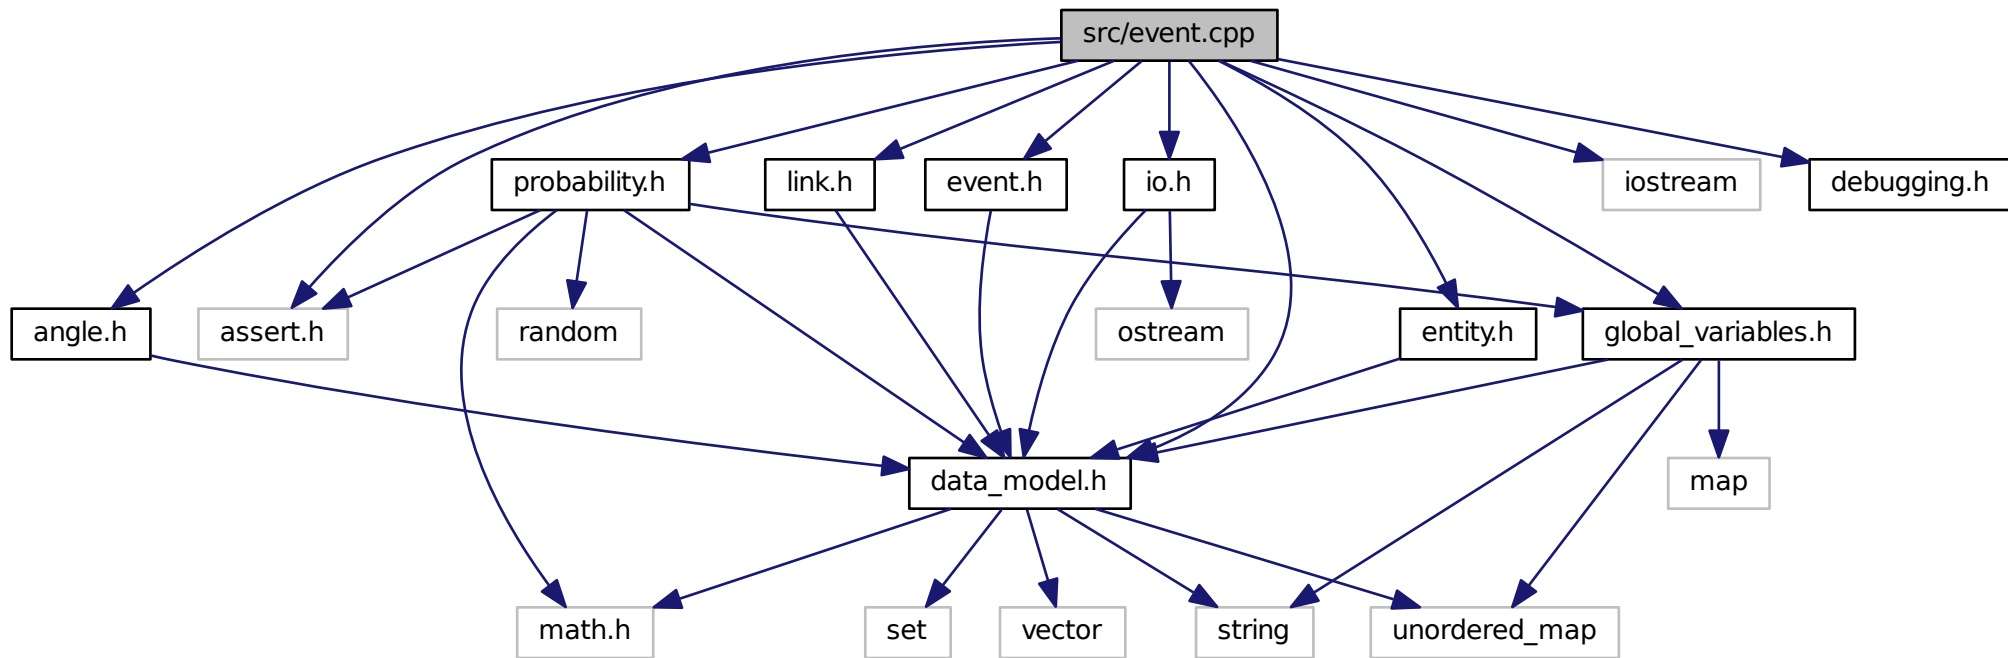 src/event.cpp
probability.h
link.h
event.h
io.h
iostream
debugging.h
angle.h
assert.h
random
ostream
entity.h
global_variables.h
data_model.h
map
math.h
set
vector
string
unordered_map